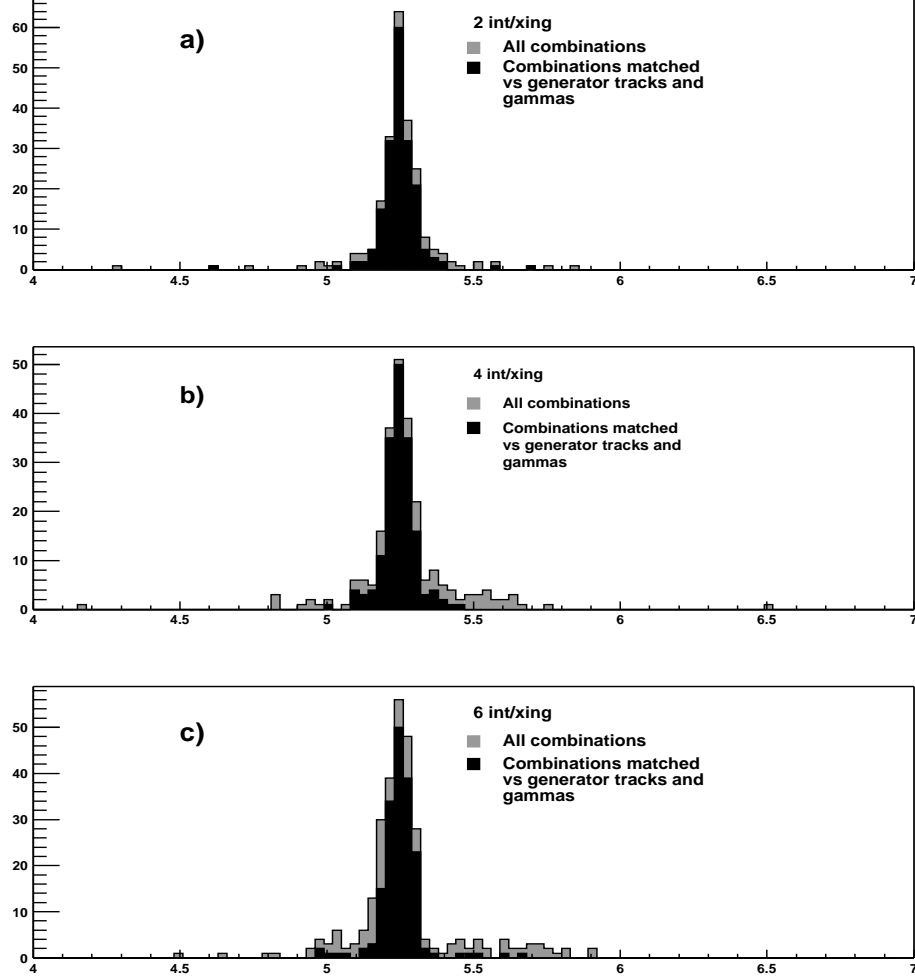 60
50
40
30
20
10
0
a)
2 int/xing
All combinations
Combinations matched
vs generator tracks and
gammas
4 4.5 5 5.5 6 6.5 7
50
40
30
20
10
0
b)
4 int/xing
All combinations
Combinations matched
vs generator tracks and
gammas
4 4.5 5 5.5 6 6.5 7
50
40
30
20
10
0
c)
6 int/xing
All combinations
Combinations matched
vs generator tracks and
gammas
4 4.5 5 5.5 6 6.5 7